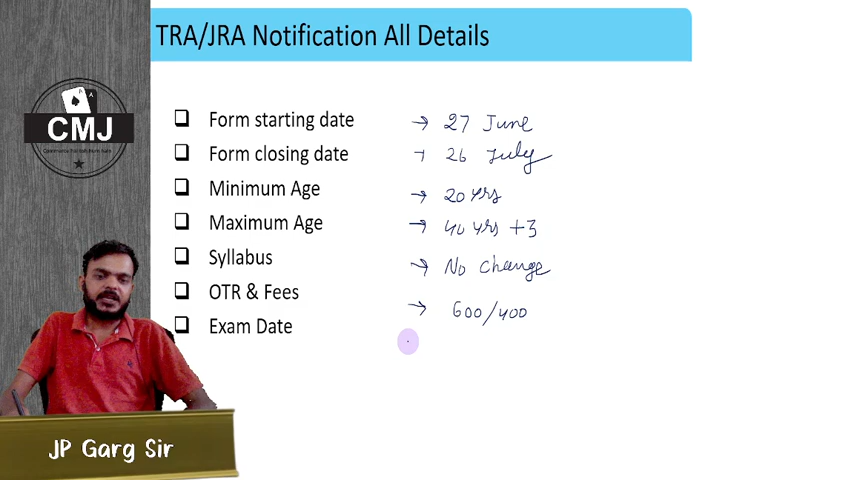 TRA/JRA Notification All Details
CMJ
Form starting date → 27 June
Form closing date → 26 July
Minimum Age → 20 yrs
Maximum Age → 40 yrs +3
Syllabus → No change
OTR & Fees → 600/400
Exam Date
JP Garg Sir